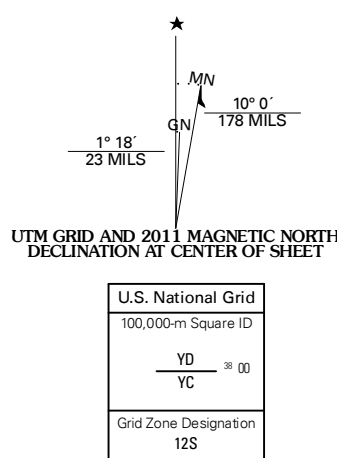 ★
MN
GN
10° 0´
178 MILS
1° 18´
23 MILS
UTM GRID AND 2011 MAGNETIC NORTH
DECLINATION AT CENTER OF SHEET
U.S. National Grid
100,000-m Square ID
YD
YC
38 00
Grid Zone Designation
12S